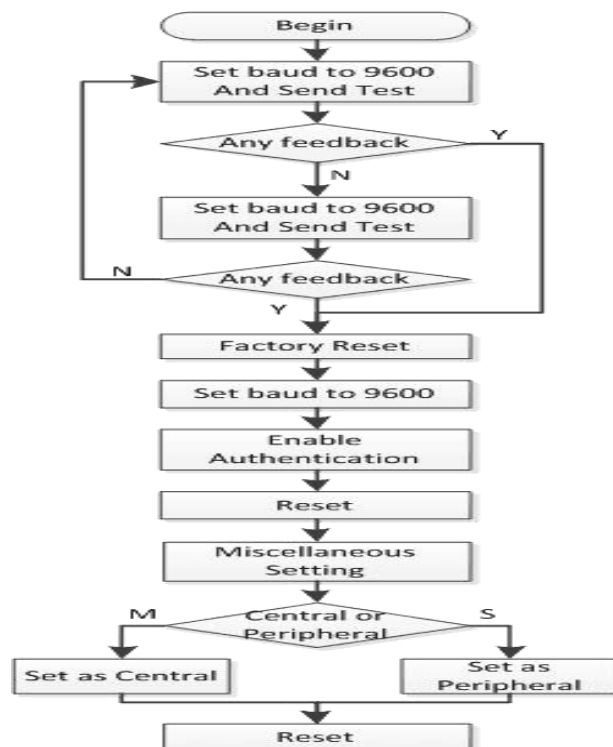 Begin
Set baud to 9600
And Send Test
Any feedback
Y
N
Set baud to 9600
And Send Test
Any feedback
N
Y
Factory Reset
Set baud to 9600
Enable
Authentication
Reset
Miscellaneous
Setting
Central or
Peripheral
M
S
Set as Central
Set as
Peripheral
Reset